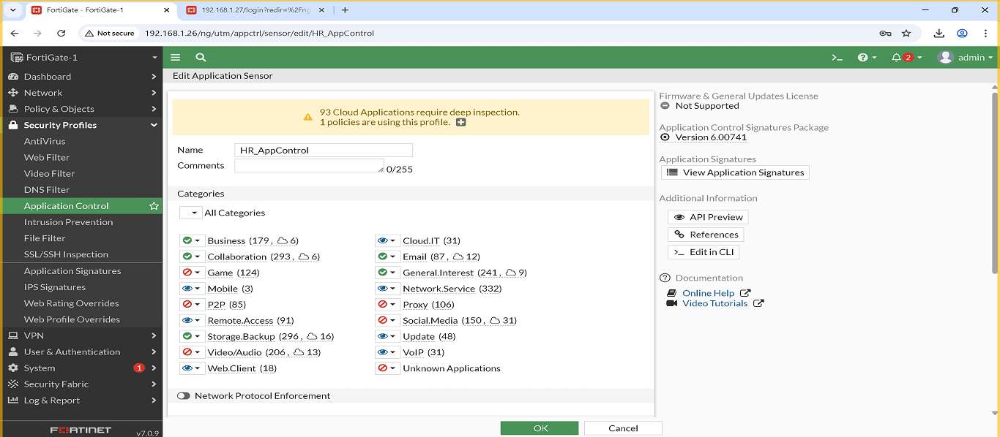 FortiGate - FortiGate-1
192.168.1.27/login?redir=%2Fng
Not secure
192.168.1.26/ng/utm/appctrl/sensor/edit/HR_AppControl
FortiGate-1
2
admin
Dashboard
Network
Policy & Objects
Security Profiles
AntiVirus
Web Filter
Video Filter
DNS Filter
Application Control
Intrusion Prevention
File Filter
SSL/SSH Inspection
Application Signatures
IPS Signatures
Web Rating Overrides
Web Profile Overrides
VPN
User & Authentication
System 1
Security Fabric
Log & Report
FORTINET
v7.0.9
Edit Application Sensor
93 Cloud Applications require deep inspection.
1 policies are using this profile.
Name HR_AppControl
Comments 0/255
Categories
All Categories
Business (179, 6) Cloud.IT (31)
Collaboration (293, 6) Email (87, 12)
Game (124) General.Interest (241, 9)
Mobile (3) Network.Service (332)
P2P (85) Proxy (106)
Remote.Access (91) Social.Media (150, 31)
Storage.Backup (296, 16) Update (48)
Video/Audio (206, 13) VoIP (31)
Web.Client (18) Unknown Applications
Network Protocol Enforcement
OK Cancel
Firmware & General Updates License
Not Supported
Application Control Signatures Package
Version 6.00741
Application Signatures
View Application Signatures
Additional Information
API Preview
References
>_ Edit in CLI
Documentation
Online Help
Video Tutorials